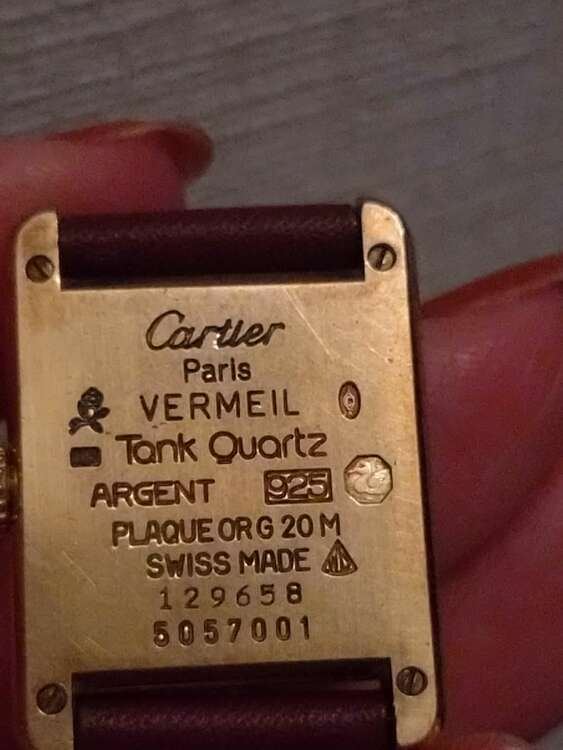 Cartier
Paris
VERMEIL
Tank Quartz
ARGENT 925
PLAQUE OR G 20 M
SWISS MADE
129658
5057001